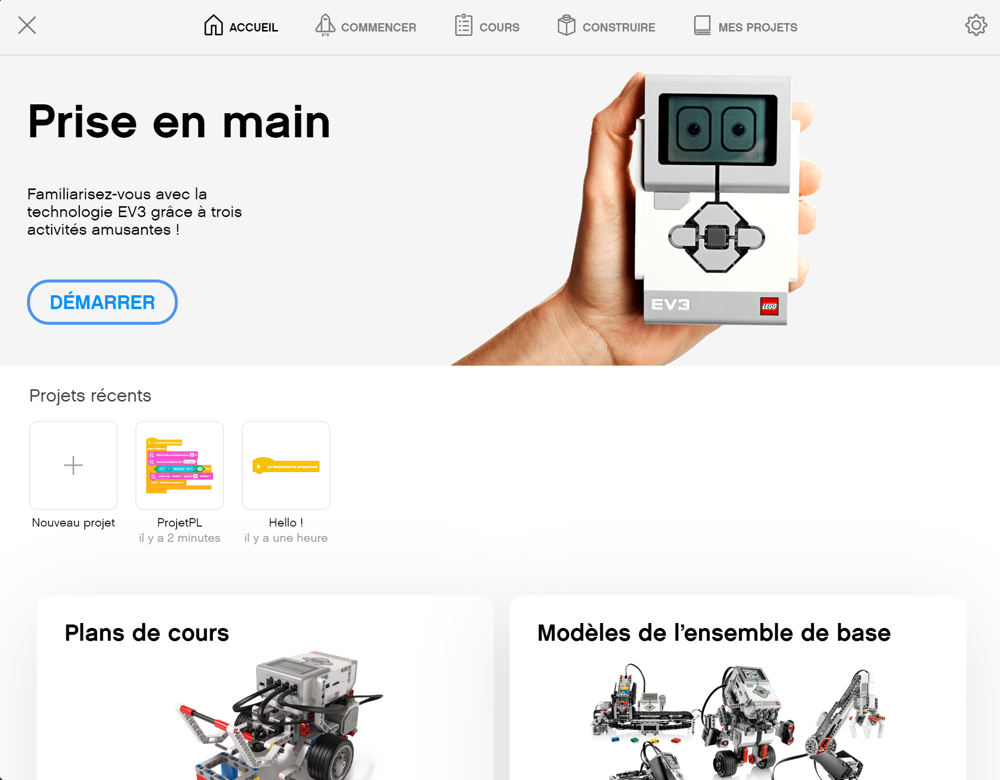 ACCUEIL
COMMENCER
COURS
CONSTRUIRE
MES PROJETS
Prise en main
Familiarisez-vous avec la
technologie EV3 grâce à trois
activités amusantes !
DÉMARRER
EV3
LEGO
Projets récents
au lancement du programme
Nouveau projet
ProjetPL
Hello !
il y a 2 minutes
il y a une heure
Plans de cours
Modèles de l’ensemble de base